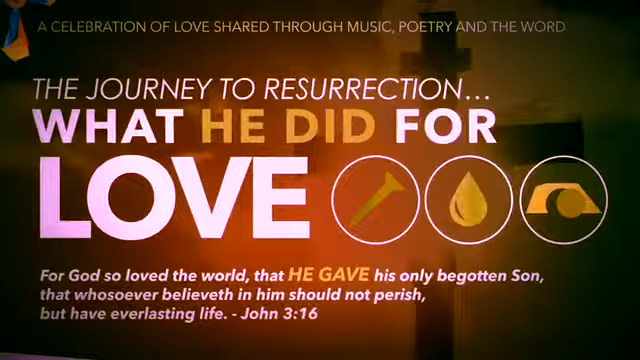 A CELEBRATION OF LOVE SHARED THROUGH MUSIC, POETRY AND THE WORD
THE JOURNEY TO RESURRECTION...
WHAT HE DID FOR
LOVE
For God so loved the world, that HE GAVE his only begotten Son,
that whosoever believeth in him should not perish,
but have everlasting life. - John 3:16